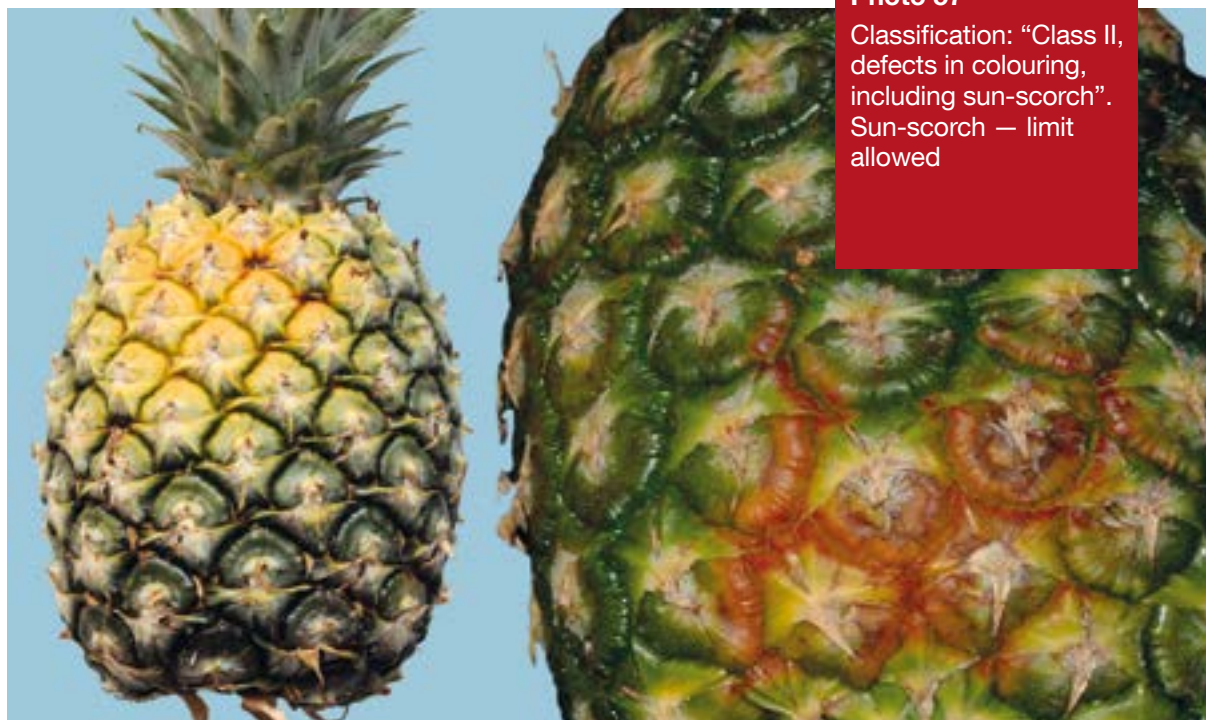 Classification: “Class II,
defects in colouring,
including sun-scorch”.
Sun-scorch — limit
allowed